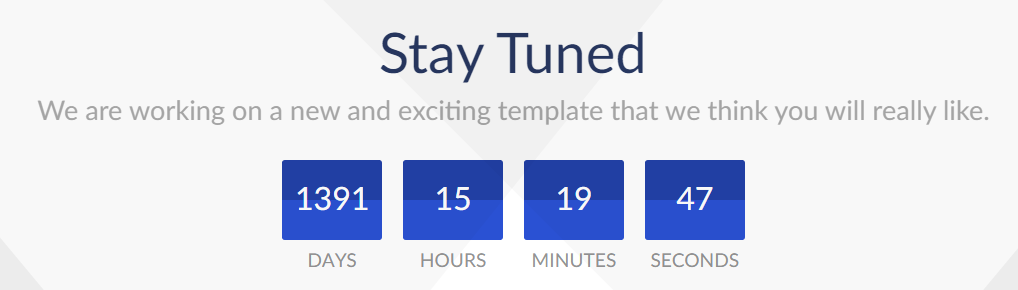 Stay Tuned
We are working on a new and exciting template that we think you will really like.
1391 15 19 47
DAYS HOURS MINUTES SECONDS